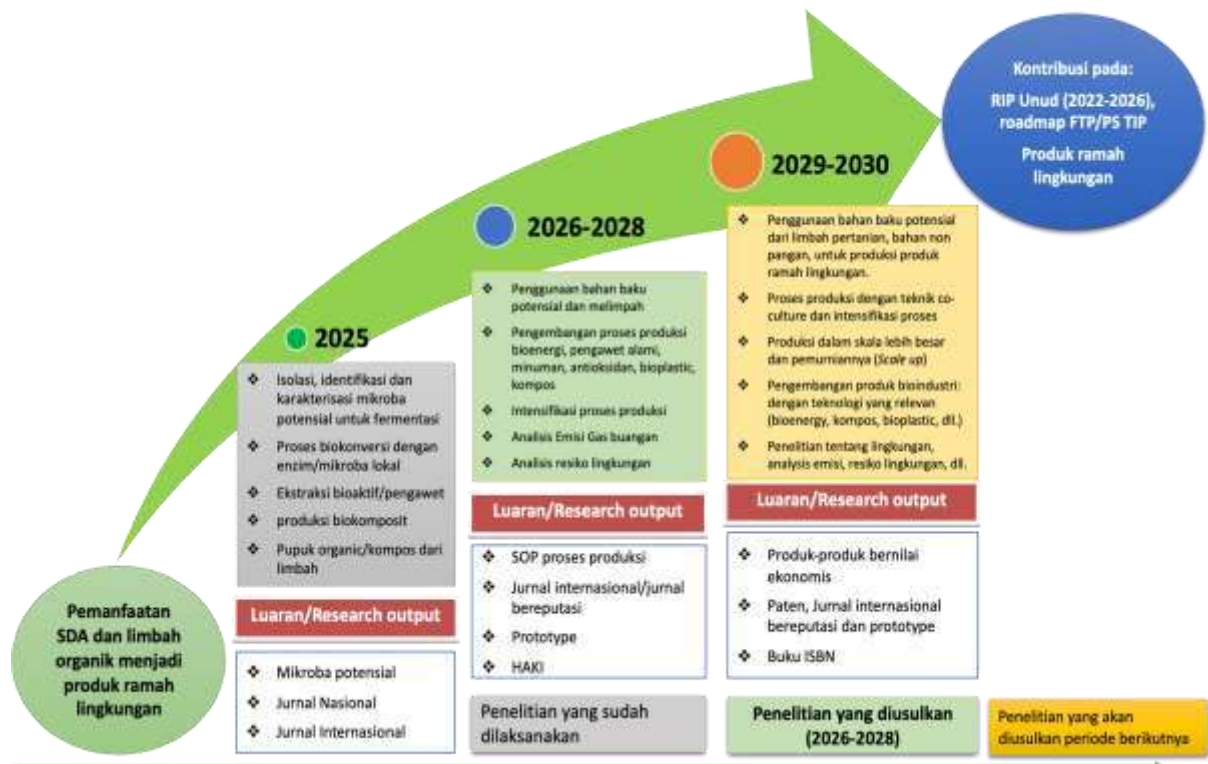 Kontribusi pada:
RIP Unud (2022-2026),
roadmap FTP/PS TIP
Produk ramah
lingkungan
2029-2030
❖ Penggunaan bahan baku potensial
dari limbah pertanian, bahan non
pangan, untuk produksi produk
ramah lingkungan.
❖ Proses produksi dengan teknik co-
culture dan intensifikasi proses
❖ Produksi dalam skala lebih besar
dan pemurniannya (Scale up)
❖ Pengembangan produk bioindustri:
dengan teknologi yang relevan
(bioenergy, kompos, bioplastic, dll.)
❖ Penelitian tentang lingkungan,
analysis emisi, resiko lingkungan, dll.
Luaran/Research output
❖ Produk-produk bernilai
ekonomis
❖ Paten, Jurnal internasional
bereputasi dan prototype
❖ Buku ISBN
2026-2028
❖ Penggunaan bahan baku
potensial dan melimpah
❖ Pengembangan proses produksi
bioenergi, pengawet alami,
minuman, antioksidan, bioplastic,
kompos
❖ Intensifikasi proses produksi
❖ Analisis Emisi Gas buangan
❖ Analisis resiko lingkungan
Luaran/Research output
❖ SOP proses produksi
❖ Jurnal internasional/jurnal
bereputasi
❖ Prototype
❖ HAKI
2025
❖ Isolasi, identifikasi dan
karakterisasi mikroba
potensial untuk fermentasi
❖ Proses biokonversi dengan
enzim/mikroba lokal
❖ Ekstraksi bioaktif/pengawet
❖ produksi biokomposit
❖ Pupuk organic/kompos dari
limbah
Luaran/Research output
❖ Mikroba potensial
❖ Jurnal Nasional
❖ Jurnal Internasional
Pemanfaatan
SDA dan limbah
organik menjadi
produk ramah
lingkungan
Penelitian yang sudah
dilaksanakan
Penelitian yang diusulkan
(2026-2028)
Penelitian yang akan
diusulkan periode berikutnya